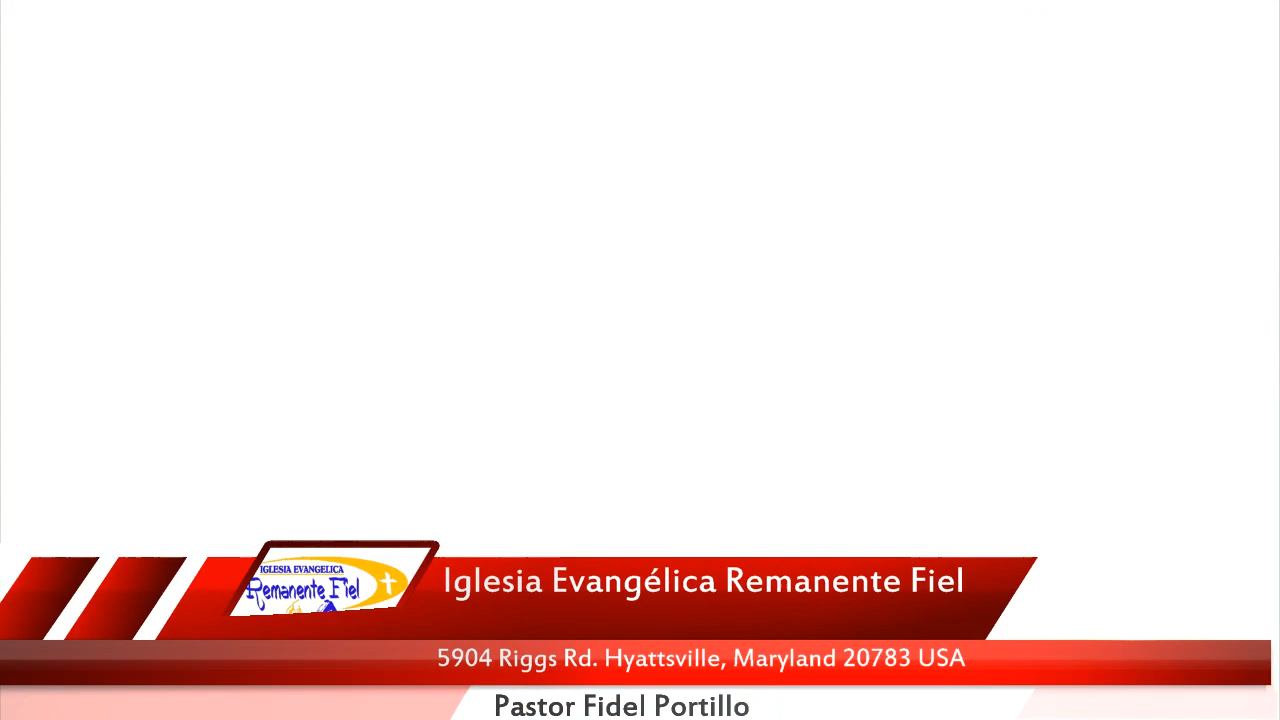 IGLESIA EVANGELICA
Remanente Fiel
Iglesia Evangélica Remanente Fiel
5904 Riggs Rd. Hyattsville, Maryland 20783 USA
Pastor Fidel Portillo